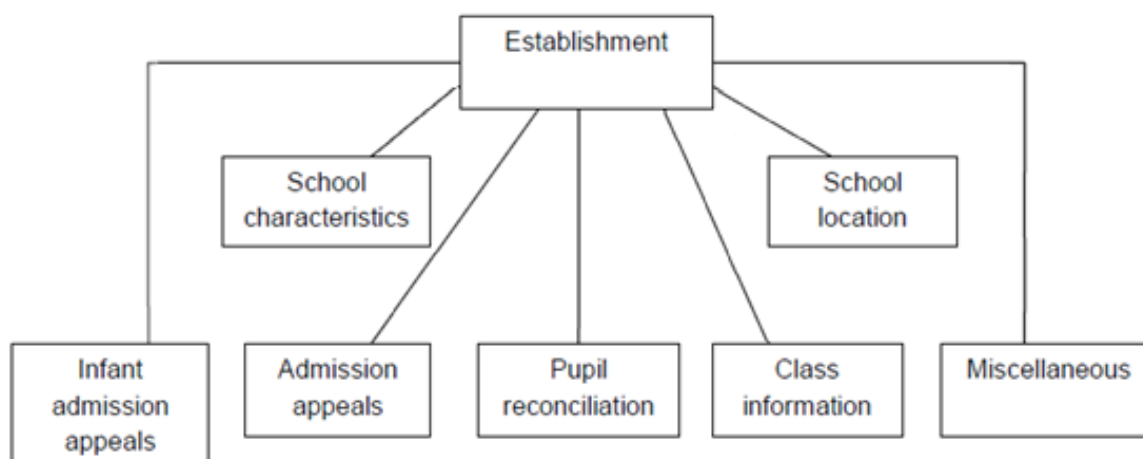 Establishment
School
characteristics
School
location
Infant
admission
appeals
Admission
appeals
Pupil
reconciliation
Class
information
Miscellaneous